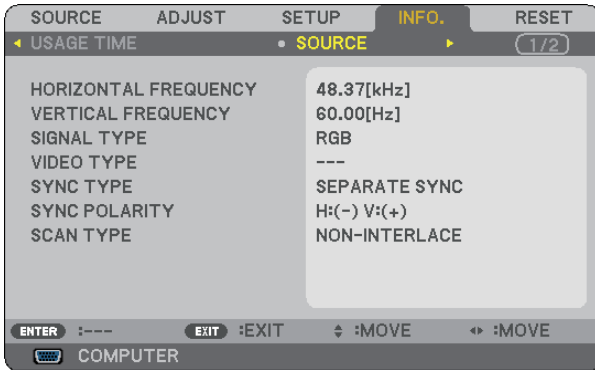 SOURCE ADJUST SETUP INFO. RESET
USAGE TIME SOURCE 1/2
HORIZONTAL FREQUENCY 48.37[kHz]
VERTICAL FREQUENCY 60.00[Hz]
SIGNAL TYPE RGB
VIDEO TYPE ---
SYNC TYPE SEPARATE SYNC
SYNC POLARITY H:(-) V:(+)
SCAN TYPE NON-INTERLACE
ENTER :--- EXIT :EXIT :MOVE :MOVE
COMPUTER